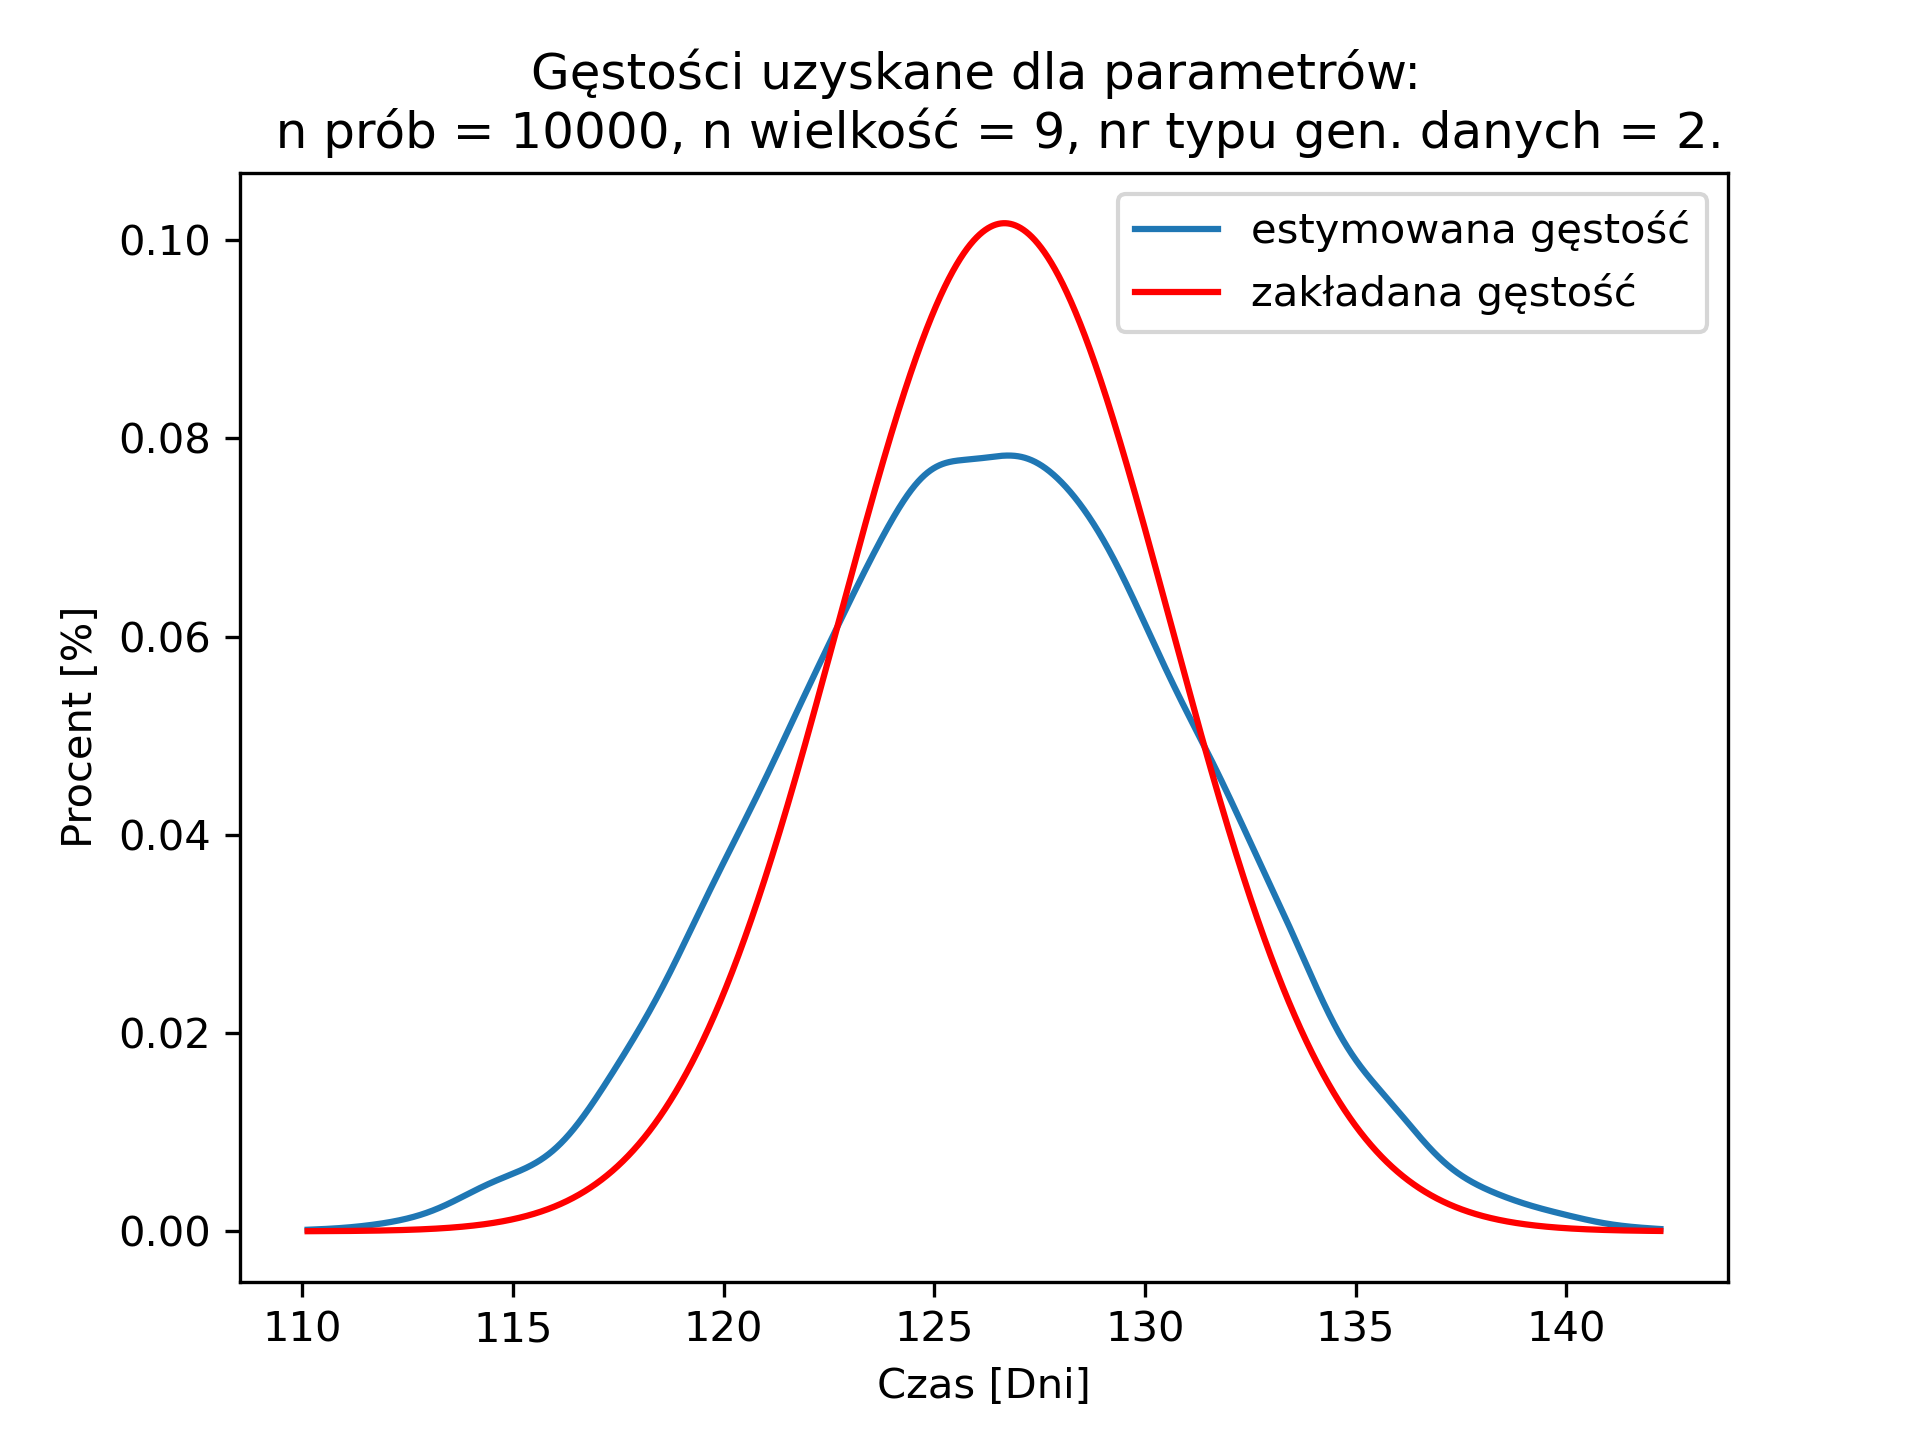 Gęstości uzyskane dla parametrów:
n prób = 10000, n wielkość = 9, nr typu gen. danych = 2.
estymowana gęstość
zakładana gęstość
0.10
0.08
0.06
0.04
0.02
0.00
Procent [%]
110 115 120 125 130 135 140
Czas [Dni]